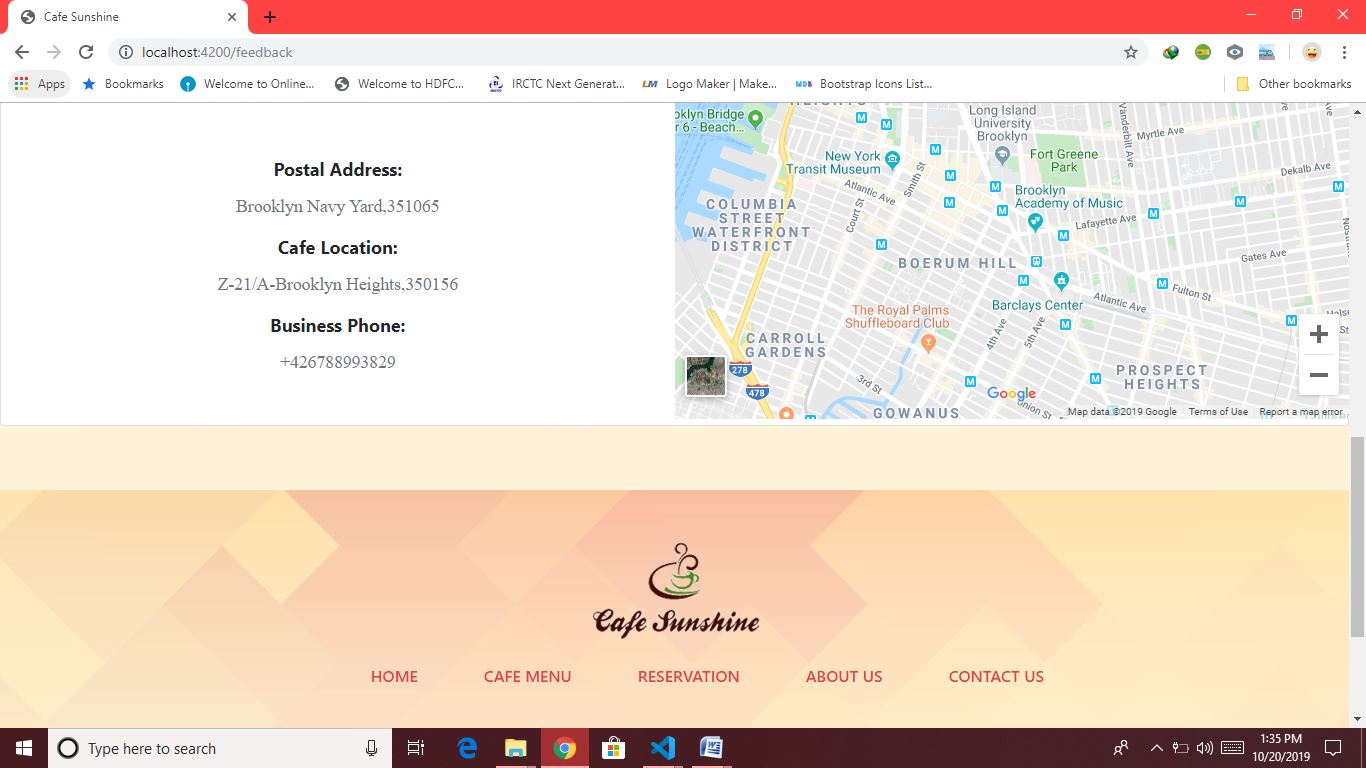 Cafe Sunshine
localhost:4200/feedback
Apps
Bookmarks
Welcome to Online...
Welcome to HDFC...
IRCTC Next Generat...
Logo Maker | Make...
Bootstrap Icons List...
Other bookmarks
Postal Address:
Brooklyn Navy Yard,351065
Cafe Location:
Z-21/A-Brooklyn Heights,350156
Business Phone:
+426788993829
HEIGHTS
oklyn Bridge
r 6 - Beach...
Long Island
University
Brooklyn
Vanderbilt Ave
Myrtle Ave
New York
Transit Museum
Smith St
Fort Greene
Park
Dekalb Ave
Atlantic Ave
Brooklyn
Academy of Music
COLUMBIA
STREET
WATERFRONT
DISTRICT
Court St
Lafayette Ave
Gates Ave
BOERUM HILL
Barclays Center
Atlantic Ave
Fulton St
The Royal Palms
Shuffleboard Club
4th Ave
5th Ave
CARROLL
GARDENS
278
478
3rd St
PROSPECT
HEIGHTS
GOWANUS
Union St
Google
Map data ©2019 Google
Terms of Use
Report a map error
Cafe Sunshine
HOME
CAFE MENU
RESERVATION
ABOUT US
CONTACT US
Type here to search
1:35 PM
10/20/2019